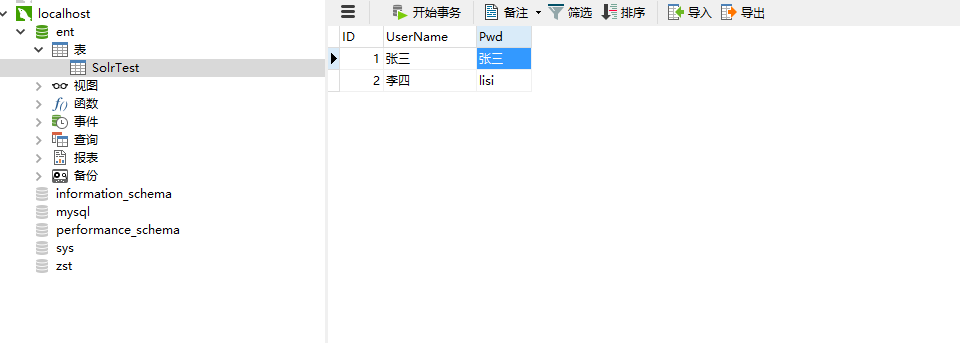 localhost
ent
表
SolrTest
视图
f() 函数
事件
查询
报表
备份
information_schema
mysql
performance_schema
sys
zst
开始事务 备注 筛选 排序 导入 导出
ID UserName Pwd
1 张三 张三
2 李四 lisi